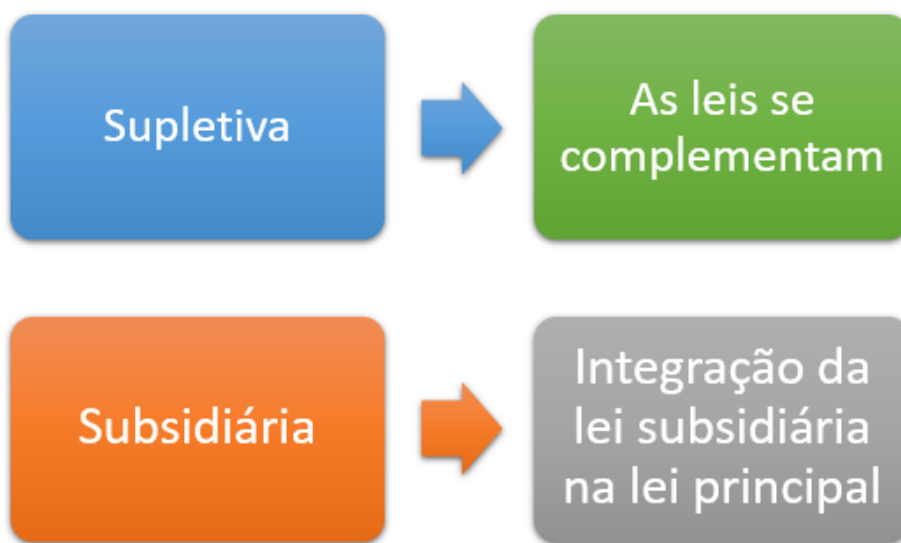 Supletiva
As leis se
complementam
Subsidiária
Integração da
lei subsidiária
na lei principal